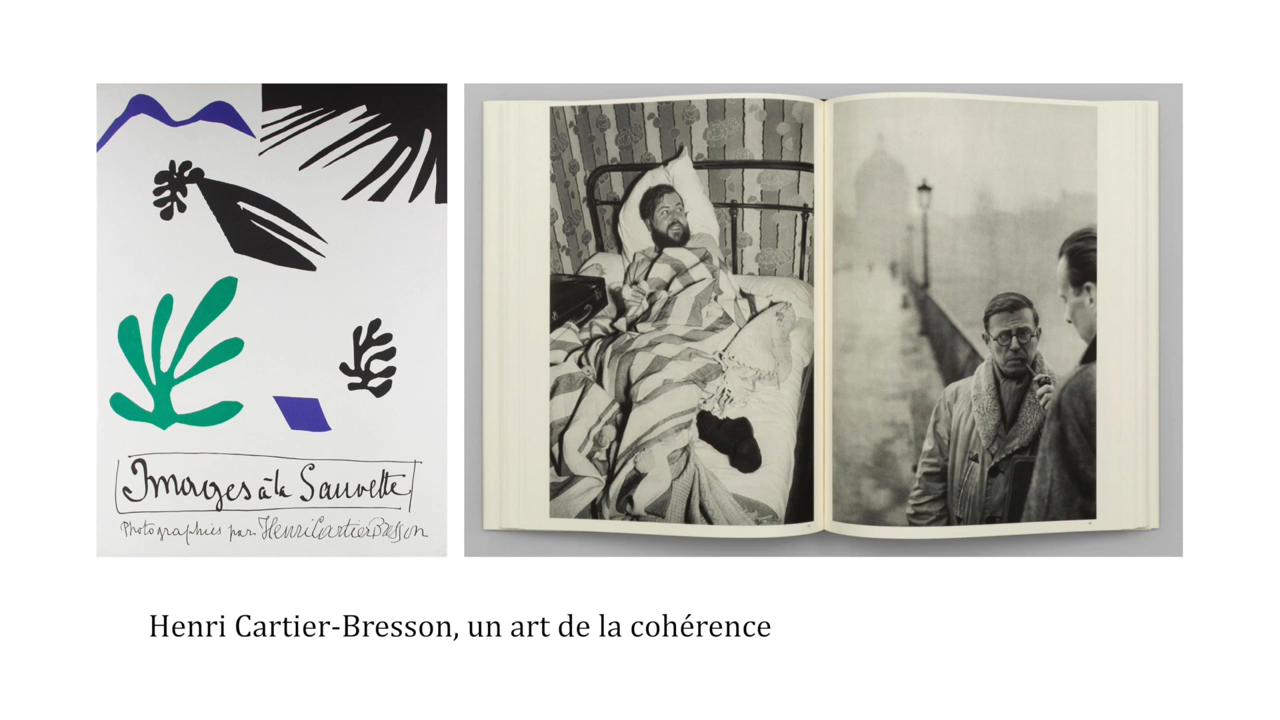 Images à la Sauvette
Photographies par Henri Cartier Bresson
Henri Cartier-Bresson, un art de la cohérence